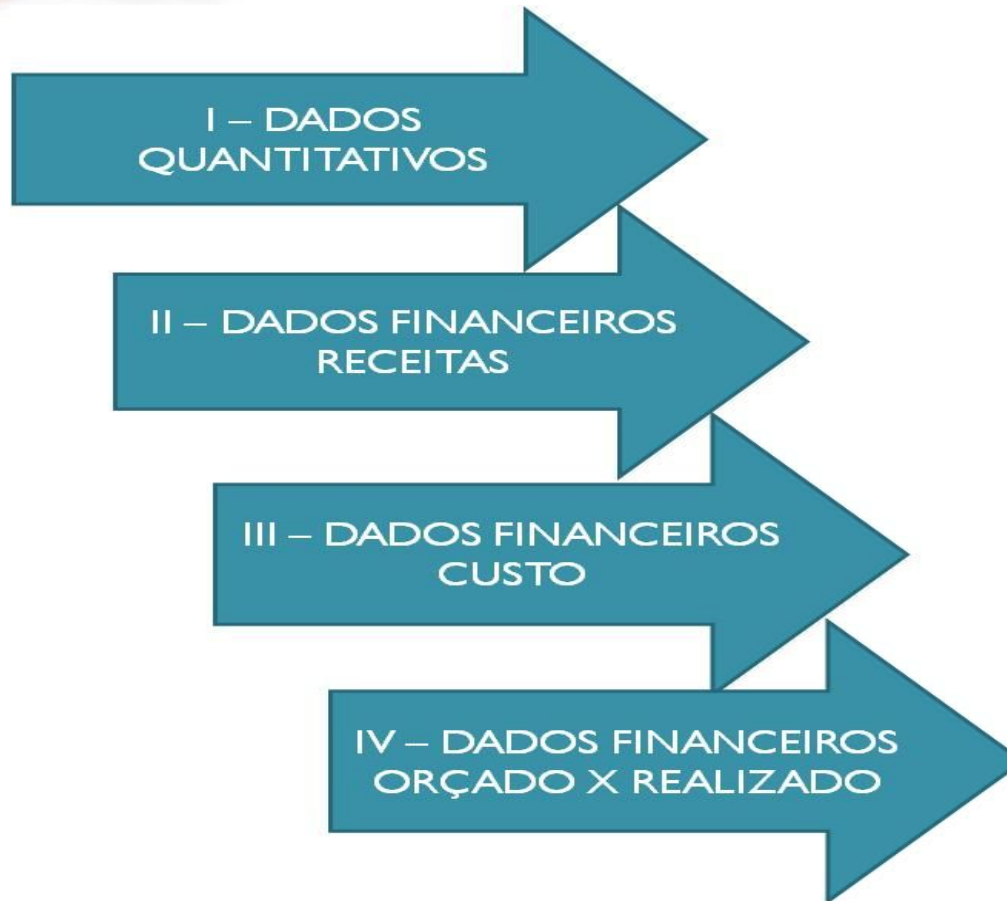 I – DADOS
QUANTITATIVOS
II – DADOS FINANCEIROS
RECEITAS
III – DADOS FINANCEIROS
CUSTO
IV – DADOS FINANCEIROS
ORÇADO X REALIZADO